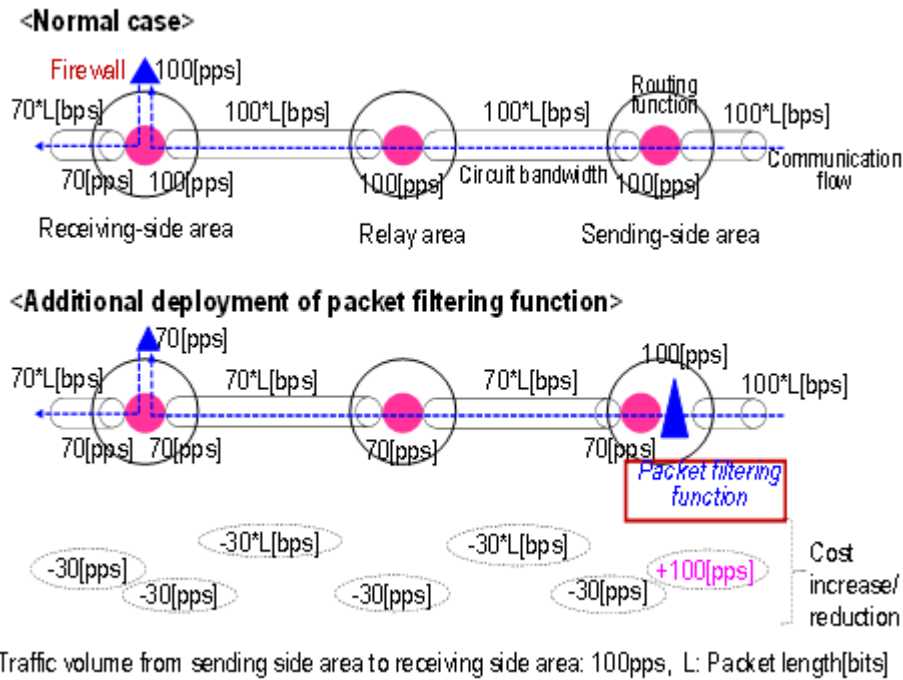 <Normal case>
Firewall 100[pps]
Routing
function
70*L[bps] 100*L[bps] 100*L[bps] 100*L[bps]
Communication
flow
70[pps] 100[pps] 100[pps] Circuit bandwidth 100[pps]
Receiving-side area Relay area Sending-side area
<Additional deployment of packet filtering function>
70[pps] 100[pps]
70*L[bps] 70*L[bps] 70*L[bps] 100*L[bps]
70[pps] 70[pps] 70[pps] 70[pps]
Packet filtering
function
-30*L[bps] -30*L[bps]
-30[pps] -30[pps] -30[pps] -30[pps] +100[pps]
Cost
increase/
reduction
Traffic volume from sending side area to receiving side area: 100pps, L: Packet length[bits]